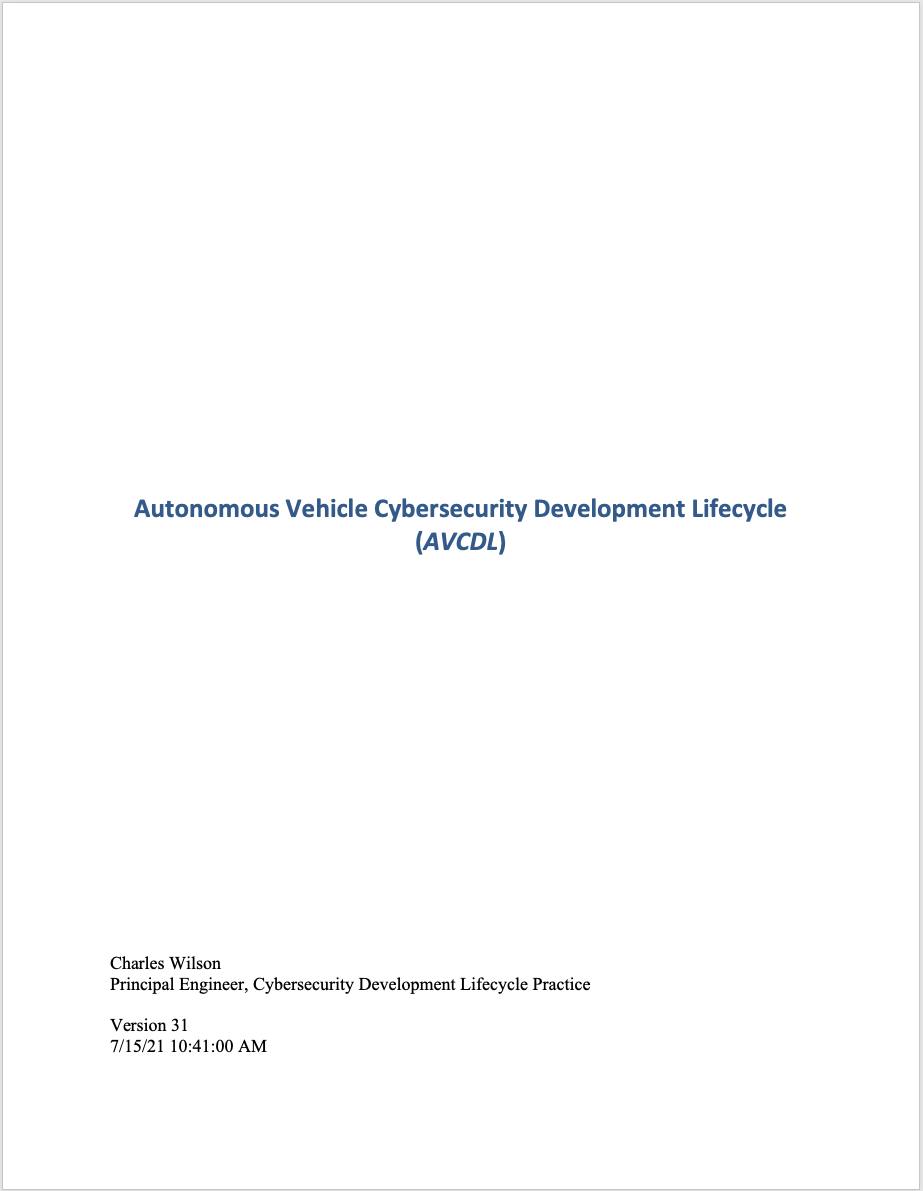 Autonomous Vehicle Cybersecurity Development Lifecycle
(AVCDL)
Charles Wilson
Principal Engineer, Cybersecurity Development Lifecycle Practice
Version 31
7/15/21 10:41:00 AM